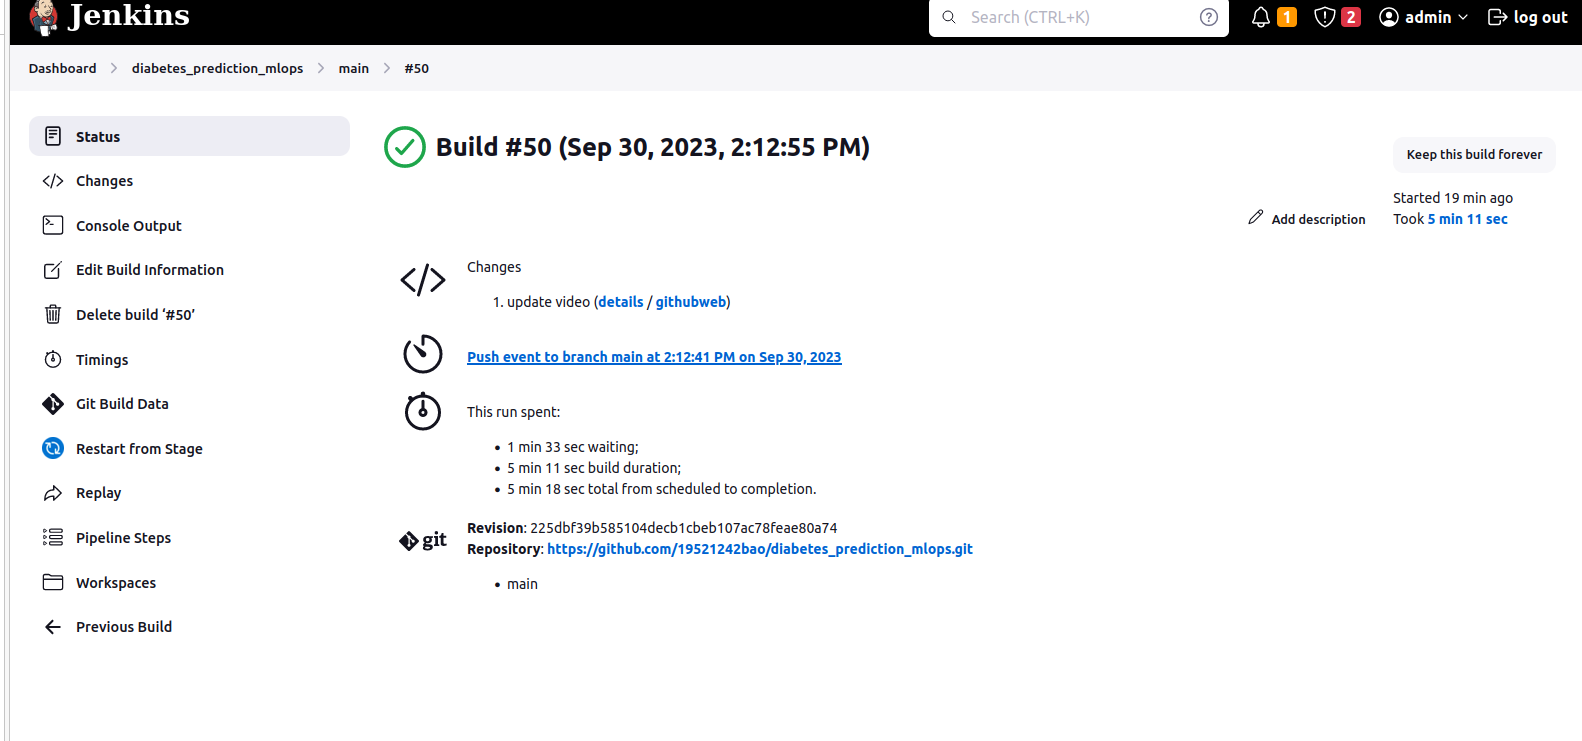 Jenkins
Search (CTRL+K) ?
1 2 admin log out
Dashboard diabetes_prediction_mlops main #50
Status
Changes
Console Output
Edit Build Information
Delete build ‘#50’
Timings
Git Build Data
Restart from Stage
Replay
Pipeline Steps
Workspaces
Previous Build
Build #50 (Sep 30, 2023, 2:12:55 PM)
Keep this build forever
Add description
Started 19 min ago
Took 5 min 11 sec
Changes
1. update video (details / githubweb)
Push event to branch main at 2:12:41 PM on Sep 30, 2023
This run spent:
• 1 min 33 sec waiting;
• 5 min 11 sec build duration;
• 5 min 18 sec total from scheduled to completion.
git
Revision: 225dbf39b585104decb1cbeb107ac78feae80a74
Repository: https://github.com/19521242bao/diabetes_prediction_mlops.git
• main